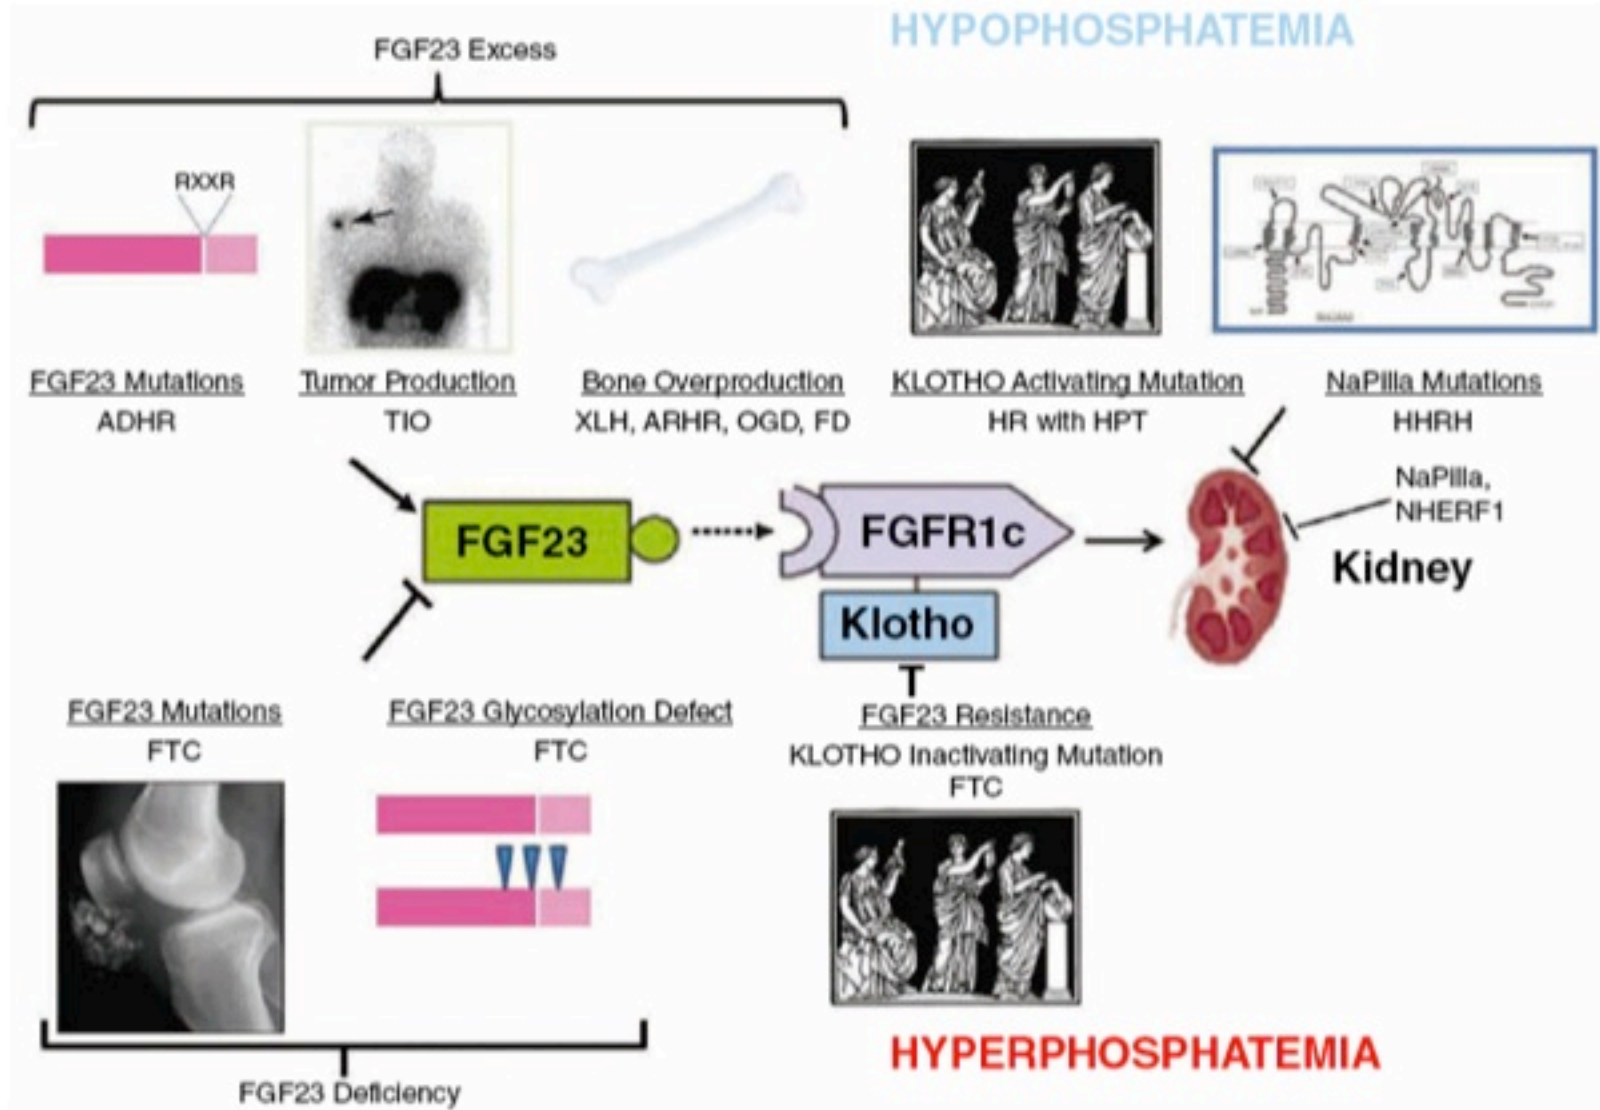 HYPOPHOSPHATEMIA
FGF23 Excess
RXXR
FGF23 Mutations
ADHR
Tumor Production
TIO
Bone Overproduction
XLH, ARHR, OGD, FD
KLOTHO Activating Mutation
HR with HPT
NaPiIIa Mutations
HHRH
NaPiIIa,
NHERF1
FGF23
FGFR1c
Kidney
Klotho
FGF23 Mutations
FTC
FGF23 Glycosylation Defect
FTC
FGF23 Resistance
KLOTHO Inactivating Mutation
FTC
HYPERPHOSPHATEMIA
FGF23 Deficiency